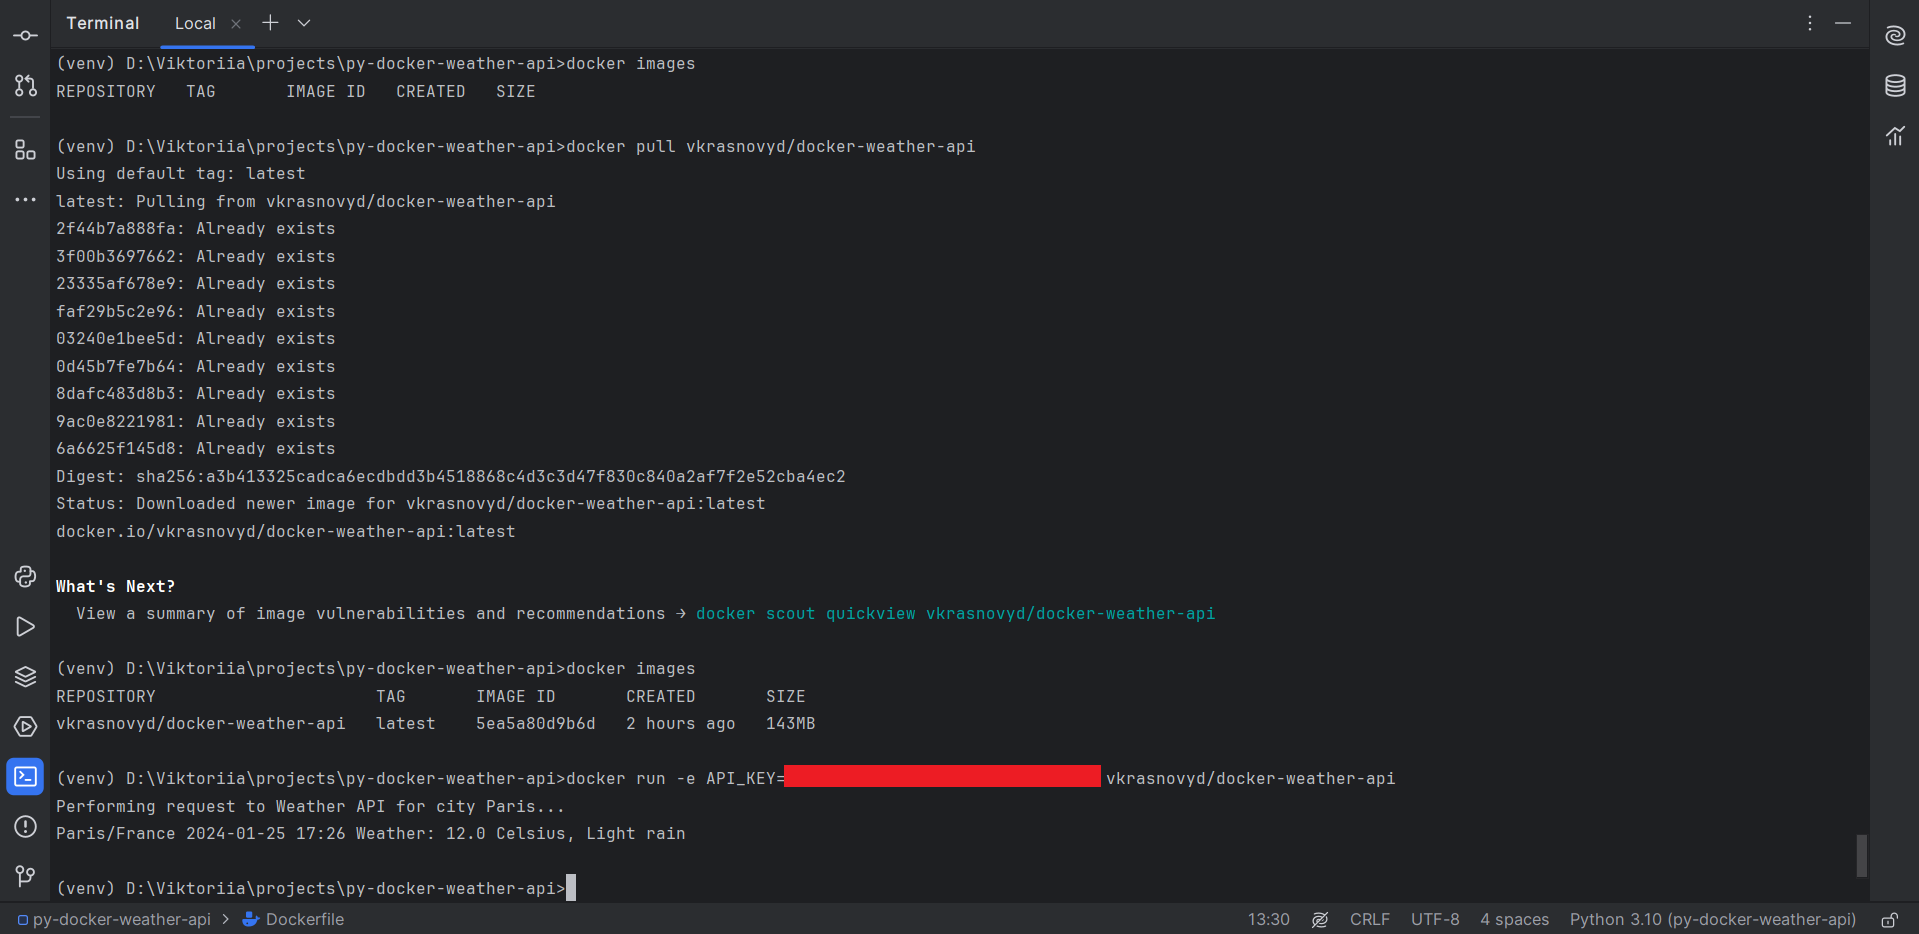 Terminal Local
(venv) D:\Viktoriia\projects\py-docker-weather-api>docker images
REPOSITORY   TAG       IMAGE ID   CREATED   SIZE
(venv) D:\Viktoriia\projects\py-docker-weather-api>docker pull vkrasnovyd/docker-weather-api
Using default tag: latest
latest: Pulling from vkrasnovyd/docker-weather-api
2f44b7a888fa: Already exists
3f00b3697662: Already exists
23335af678e9: Already exists
faf29b5c2e96: Already exists
03240e1bee5d: Already exists
0d45b7fe7b64: Already exists
8dafc483d8b3: Already exists
9ac0e8221981: Already exists
6a6625f145d8: Already exists
Digest: sha256:a3b413325cadca6ecdbdd3b4518868c4d3c3d47f830c840a2af7f2e52cba4ec2
Status: Downloaded newer image for vkrasnovyd/docker-weather-api:latest
docker.io/vkrasnovyd/docker-weather-api:latest
What's Next?
  View a summary of image vulnerabilities and recommendations → docker scout quickview vkrasnovyd/docker-weather-api
(venv) D:\Viktoriia\projects\py-docker-weather-api>docker images
REPOSITORY                      TAG       IMAGE ID       CREATED       SIZE
vkrasnovyd/docker-weather-api   latest    5ea5a80d9b6d   2 hours ago   143MB
(venv) D:\Viktoriia\projects\py-docker-weather-api>docker run -e API_KEY= vkrasnovyd/docker-weather-api
Performing request to Weather API for city Paris...
Paris/France 2024-01-25 17:26 Weather: 12.0 Celsius, Light rain
(venv) D:\Viktoriia\projects\py-docker-weather-api>
py-docker-weather-api > Dockerfile 13:30 CRLF UTF-8 4 spaces Python 3.10 (py-docker-weather-api)